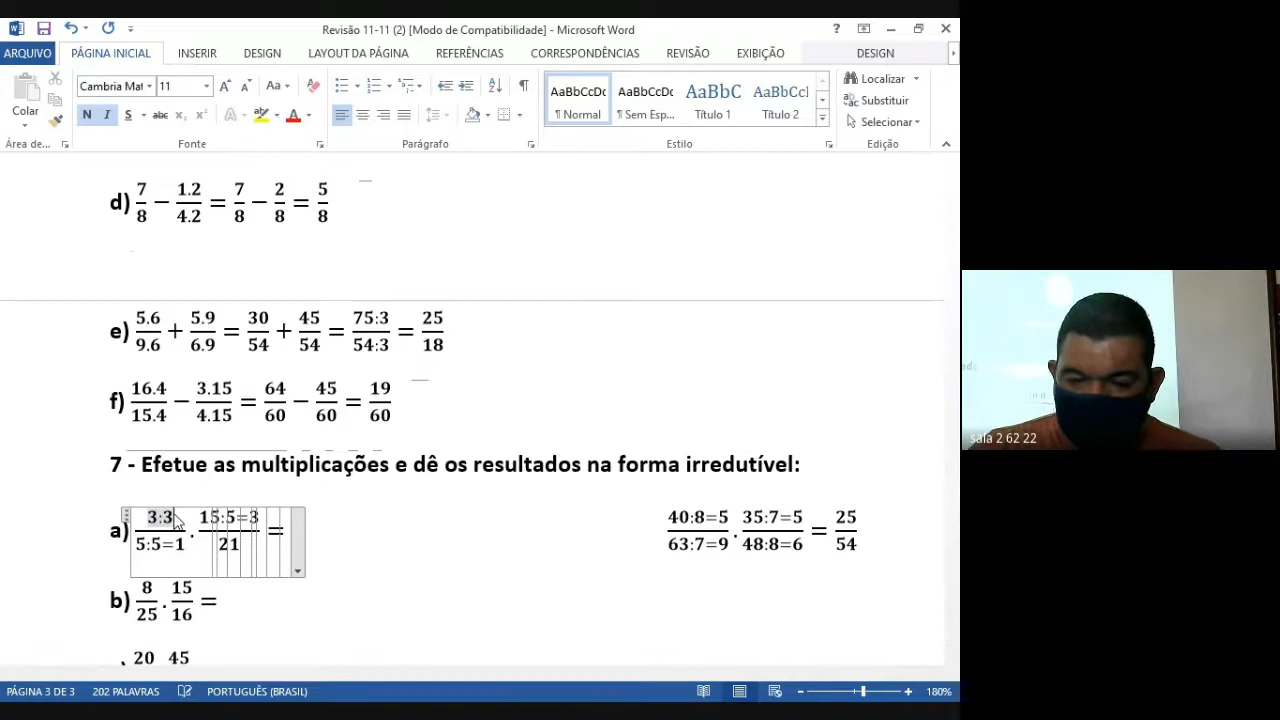 Revisão 11-11 (2) [Modo de Compatibilidade] - Microsoft Word
ARQUIVO PÁGINA INICIAL INSERIR DESIGN LAYOUT DA PÁGINA REFERÊNCIAS CORRESPONDÊNCIAS REVISÃO EXIBIÇÃO DESIGN
Colar
Cambria Mat 11
AaBbCcDc AaBbCcDc AaBbC AaBbCcI
¶ Normal ¶ Sem Esp... Título 1 Título 2
Localizar
Substituir
Selecionar
Área de... Fonte Parágrafo Estilo Edição
d) 7/8 − 1.2/4.2 = 7/8 − 2/8 = 5/8
e) 5.6/9.6 + 5.9/6.9 = 30/54 + 45/54 = 75:3/54:3 = 25/18
f) 16.4/15.4 − 3.15/4.15 = 64/60 − 45/60 = 19/60
7 - Efetue as multiplicações e dê os resultados na forma irredutível:
a) 3:3/5:5=1 . 15:5=3/21 = 40:8=5/63:7=9 . 35:7=5/48:8=6 = 25/54
b) 8/25 . 15/16 =
20 45
PÁGINA 3 DE 3 202 PALAVRAS PORTUGUÊS (BRASIL) 180%
sala 2 62 22